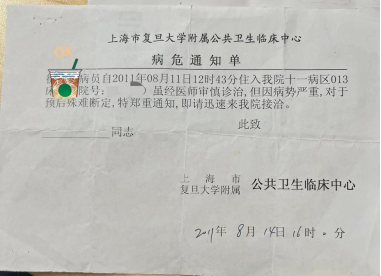 上海市复旦大学附属公共卫生临床中心
病危通知单
病员自2011年08月11日12时43分住入我院十一病区013
院号: )虽经医师审慎诊治,但因病势严重,对于
预后殊难断定,特郑重通知,即请迅速来我院接洽。
此致
同志
上海市
复旦大学附属 公共卫生临床中心
2011年 8月 14日 16时 0分